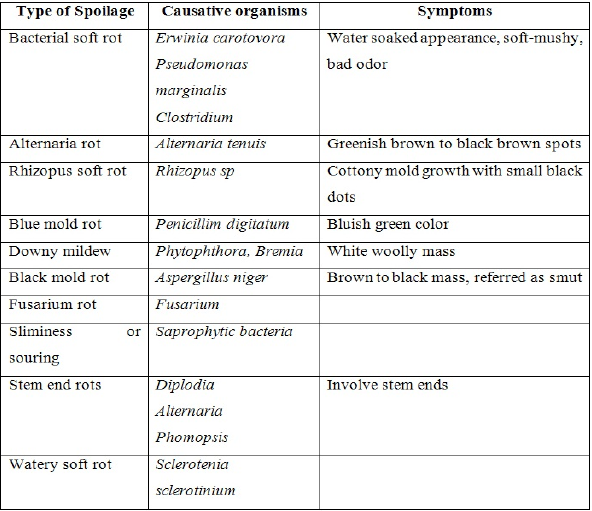 Type of Spoilage Causative organisms Symptoms
Bacterial soft rot Erwinia carotovora Water soaked appearance, soft-mushy,
Pseudomonas bad odor
marginalis
Clostridium
Alternaria rot Alternaria tenuis Greenish brown to black brown spots
Rhizopus soft rot Rhizopus sp Cottony mold growth with small black
dots
Blue mold rot Penicillim digitatum Bluish green color
Downy mildew Phytophthora, Bremia White woolly mass
Black mold rot Aspergillus niger Brown to black mass, referred as smut
Fusarium rot Fusarium
Sliminess or Saprophytic bacteria
souring
Stem end rots Diplodia Involve stem ends
Alternaria
Phomopsis
Watery soft rot Sclerotenia
sclerotinium